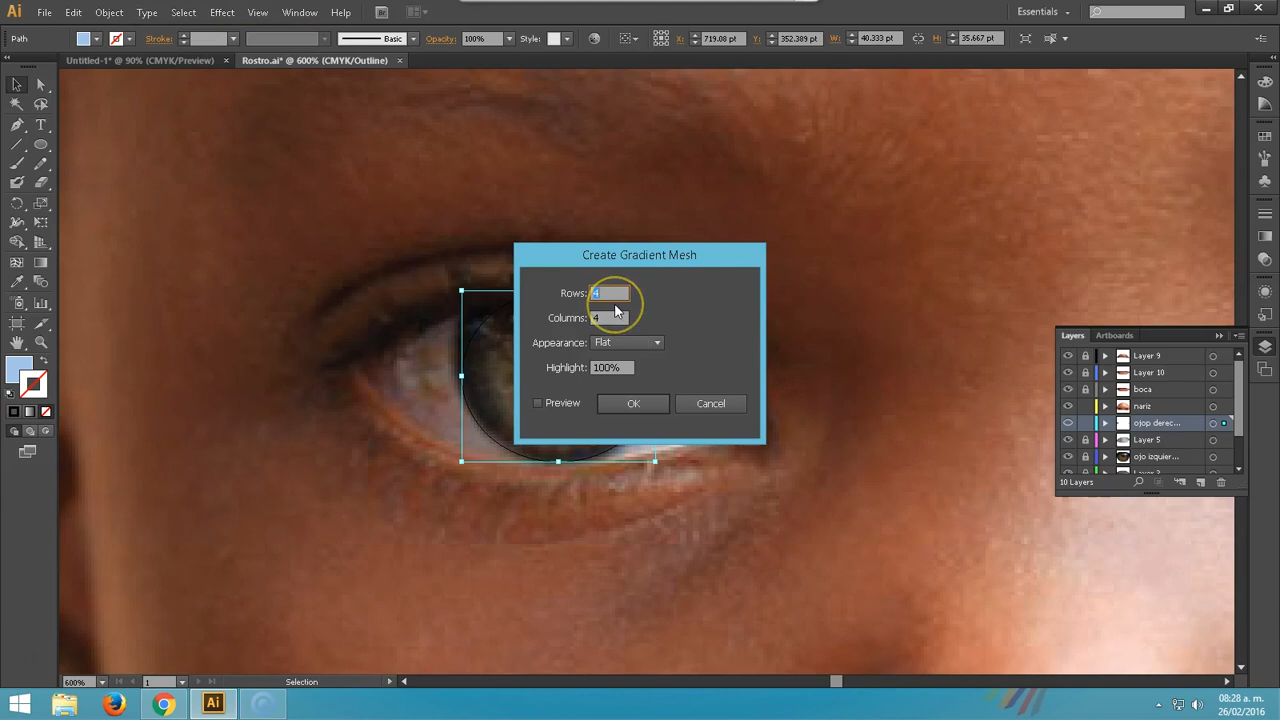 Ai File Edit Object Type Select Effect View Window Help Br Essentials
Path Stroke: Basic Opacity: 100% Style: X: 719.08 pt Y: 352.389 pt W: 40.333 pt H: 35.667 pt
Untitled-1* @ 90% (CMYK/Preview) × Rostro.ai* @ 600% (CMYK/Outline) ×
Create Gradient Mesh
Rows: 4
Columns: 4
Appearance: Flat
Highlight: 100%
Preview OK Cancel
Layers Artboards
Layer 9
Layer 10
boca
nariz
ojop derec...
Layer 5
ojo izquier...
10 Layers
600% 1 Selection
Ai 08:28 a. m.
26/02/2016